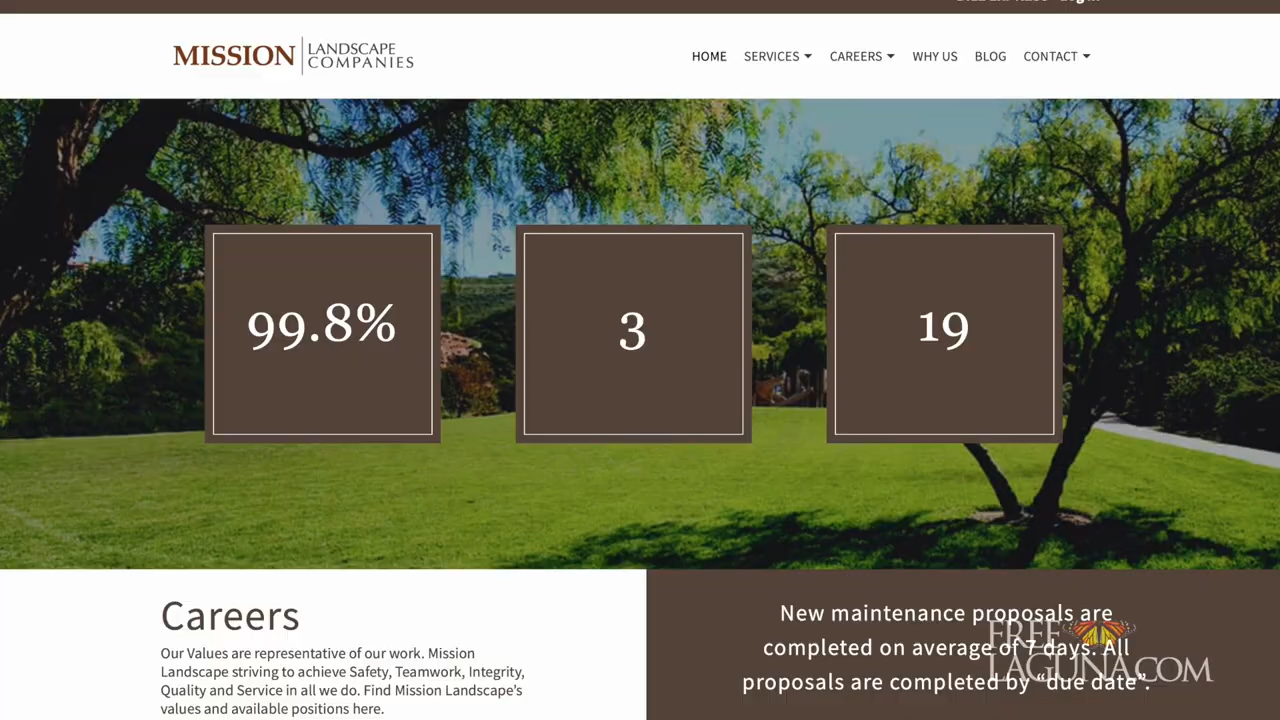 MISSION LANDSCAPE COMPANIES
HOME SERVICES CAREERS WHY US BLOG CONTACT
99.8%
3
19
Careers
Our Values are representative of our work. Mission
Landscape striving to achieve Safety, Teamwork, Integrity,
Quality and Service in all we do. Find Mission Landscape's
values and available positions here.
New maintenance proposals are
completed on average of 7 days. All
proposals are completed by “due date”.
FREE
LAGUNA.COM